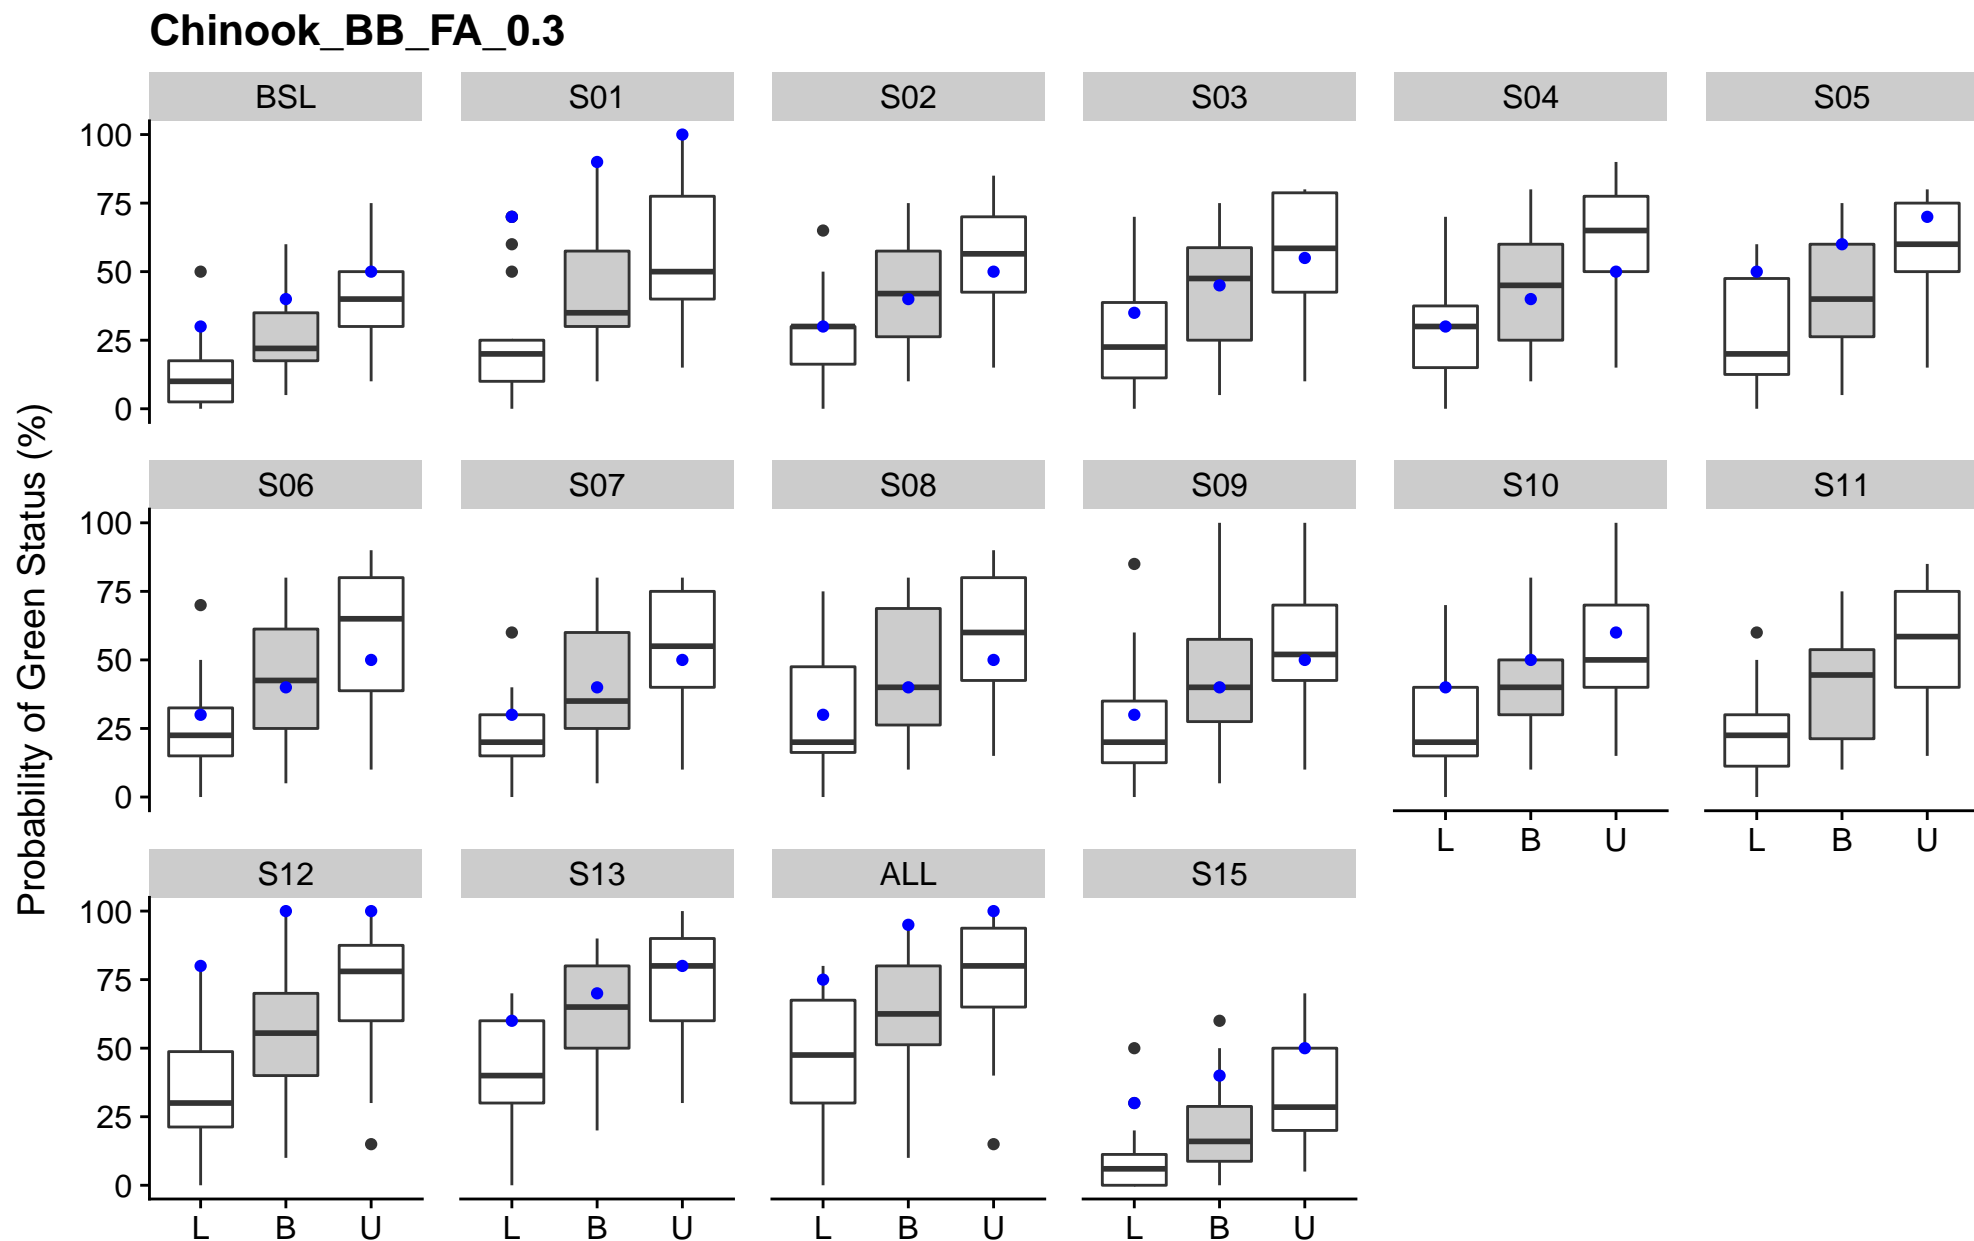 Chinook_BB_FA_0.3
BSL S01 S02 S03 S04 S05
100
75
50
25
0
S06 S07 S08 S09 S10 S11
100
75
50
25
0
L B U L B U
S12 S13 ALL S15
100
75
50
25
0
L B U L B U L B U L B U
Probability of Green Status (%)